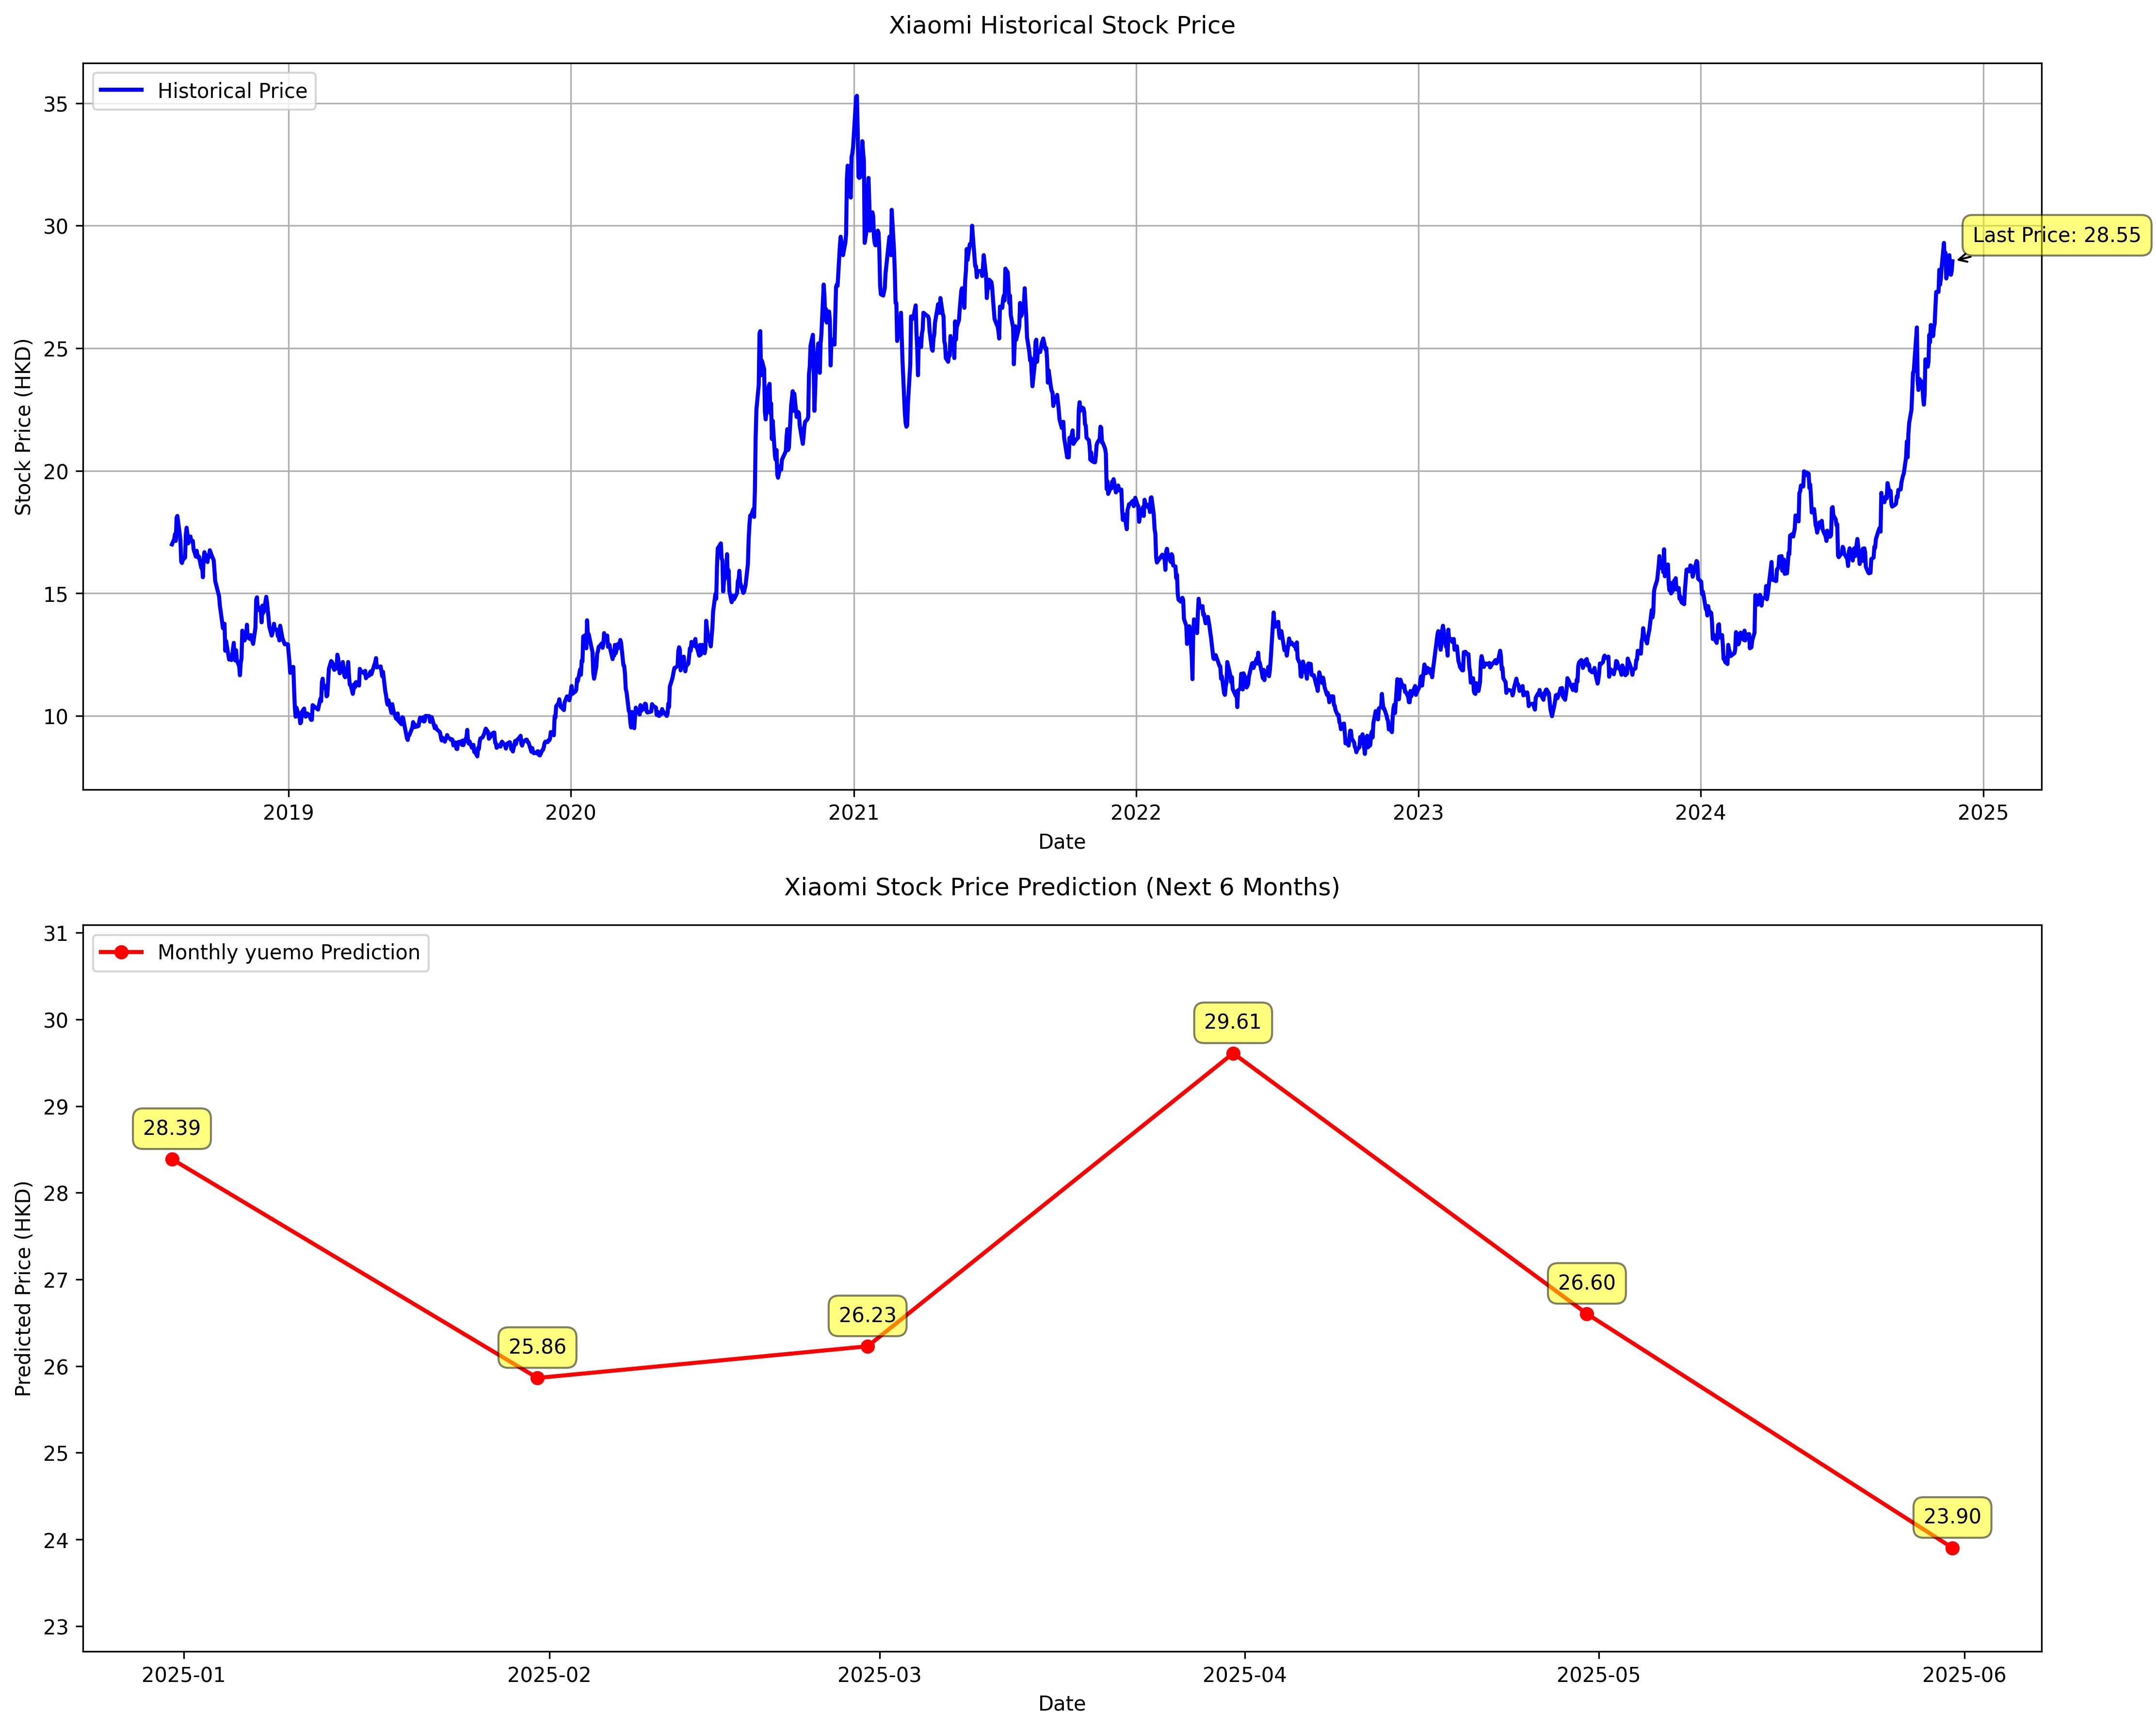 Xiaomi Historical Stock Price
Historical Price
35
30
25
20
15
10
Stock Price (HKD)
Last Price: 28.55
2019 2020 2021 2022 2023 2024 2025
Date
Xiaomi Stock Price Prediction (Next 6 Months)
Monthly yuemo Prediction
31
30
29
28
27
26
25
24
23
Predicted Price (HKD)
28.39
25.86
26.23
29.61
26.60
23.90
2025-01 2025-02 2025-03 2025-04 2025-05 2025-06
Date